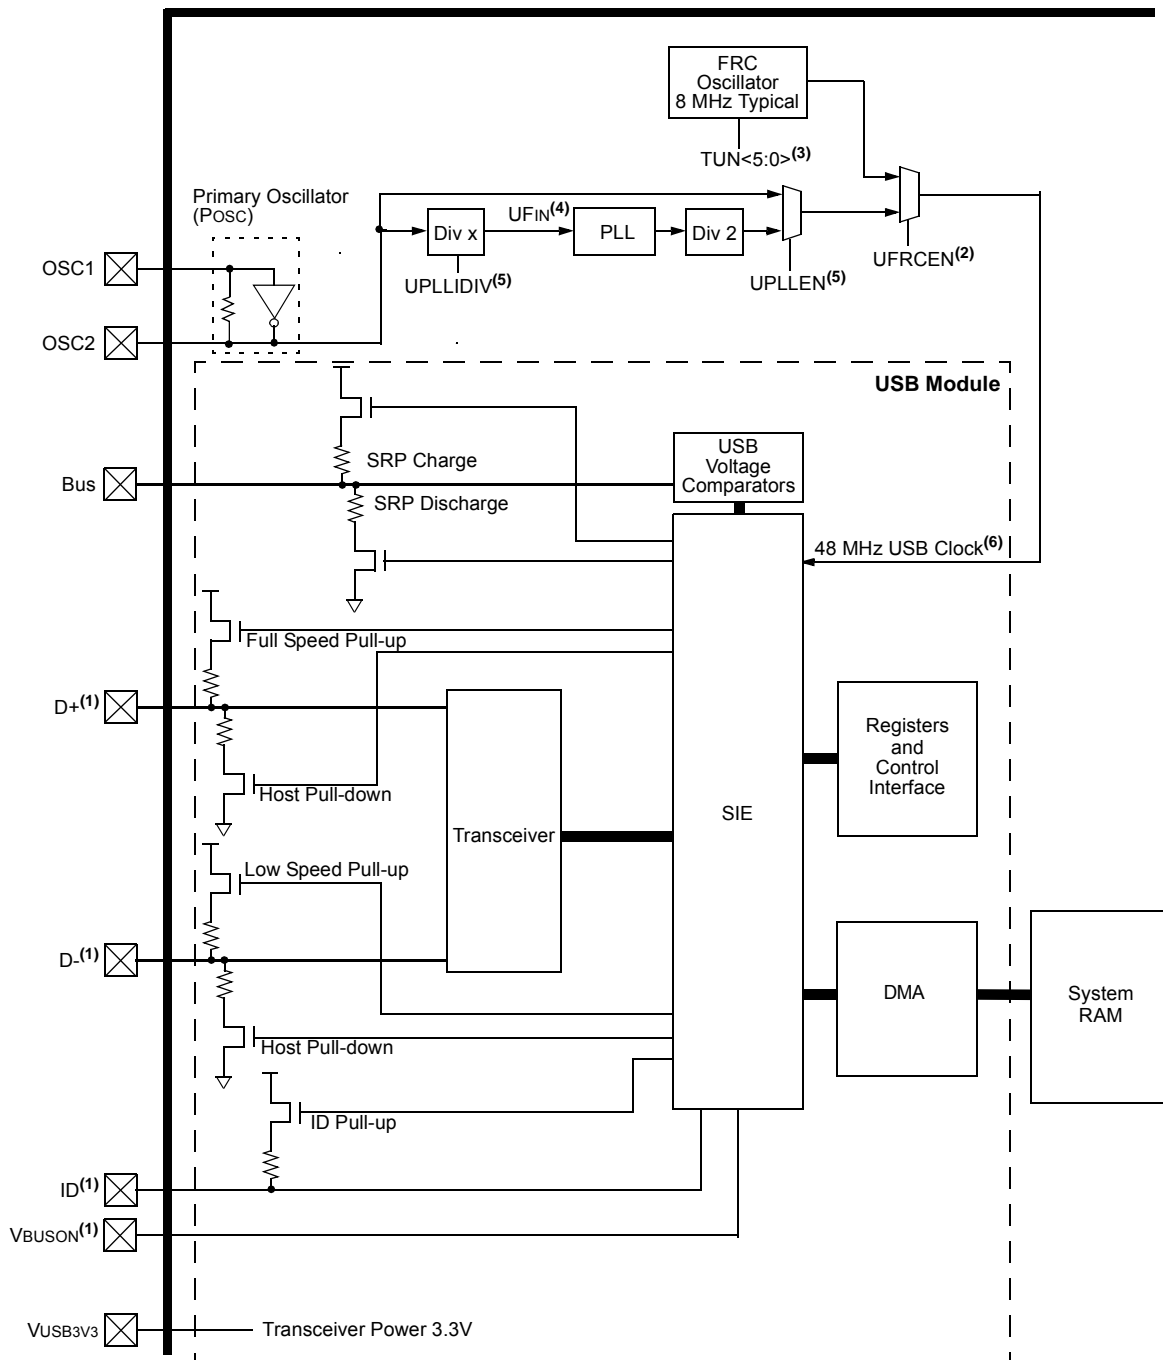 FRC
Oscillator
8 MHz Typical
TUN<5:0>(3)
Primary Oscillator
(POSC)
UFIN(4)
Div x
PLL
Div 2
UPLLIDIV(5)
UPLLEN(5)
UFRCEN(2)
OSC1
OSC2
USB Module
USB
Voltage
Comparators
SRP Charge
Bus
SRP Discharge
48 MHz USB Clock(6)
Full Speed Pull-up
D+(1)
Registers
and
Control
Interface
Host Pull-down
SIE
Transceiver
Low Speed Pull-up
D-(1)
DMA
System
RAM
Host Pull-down
ID Pull-up
ID(1)
VBUSON(1)
VUSB3V3
Transceiver Power 3.3V